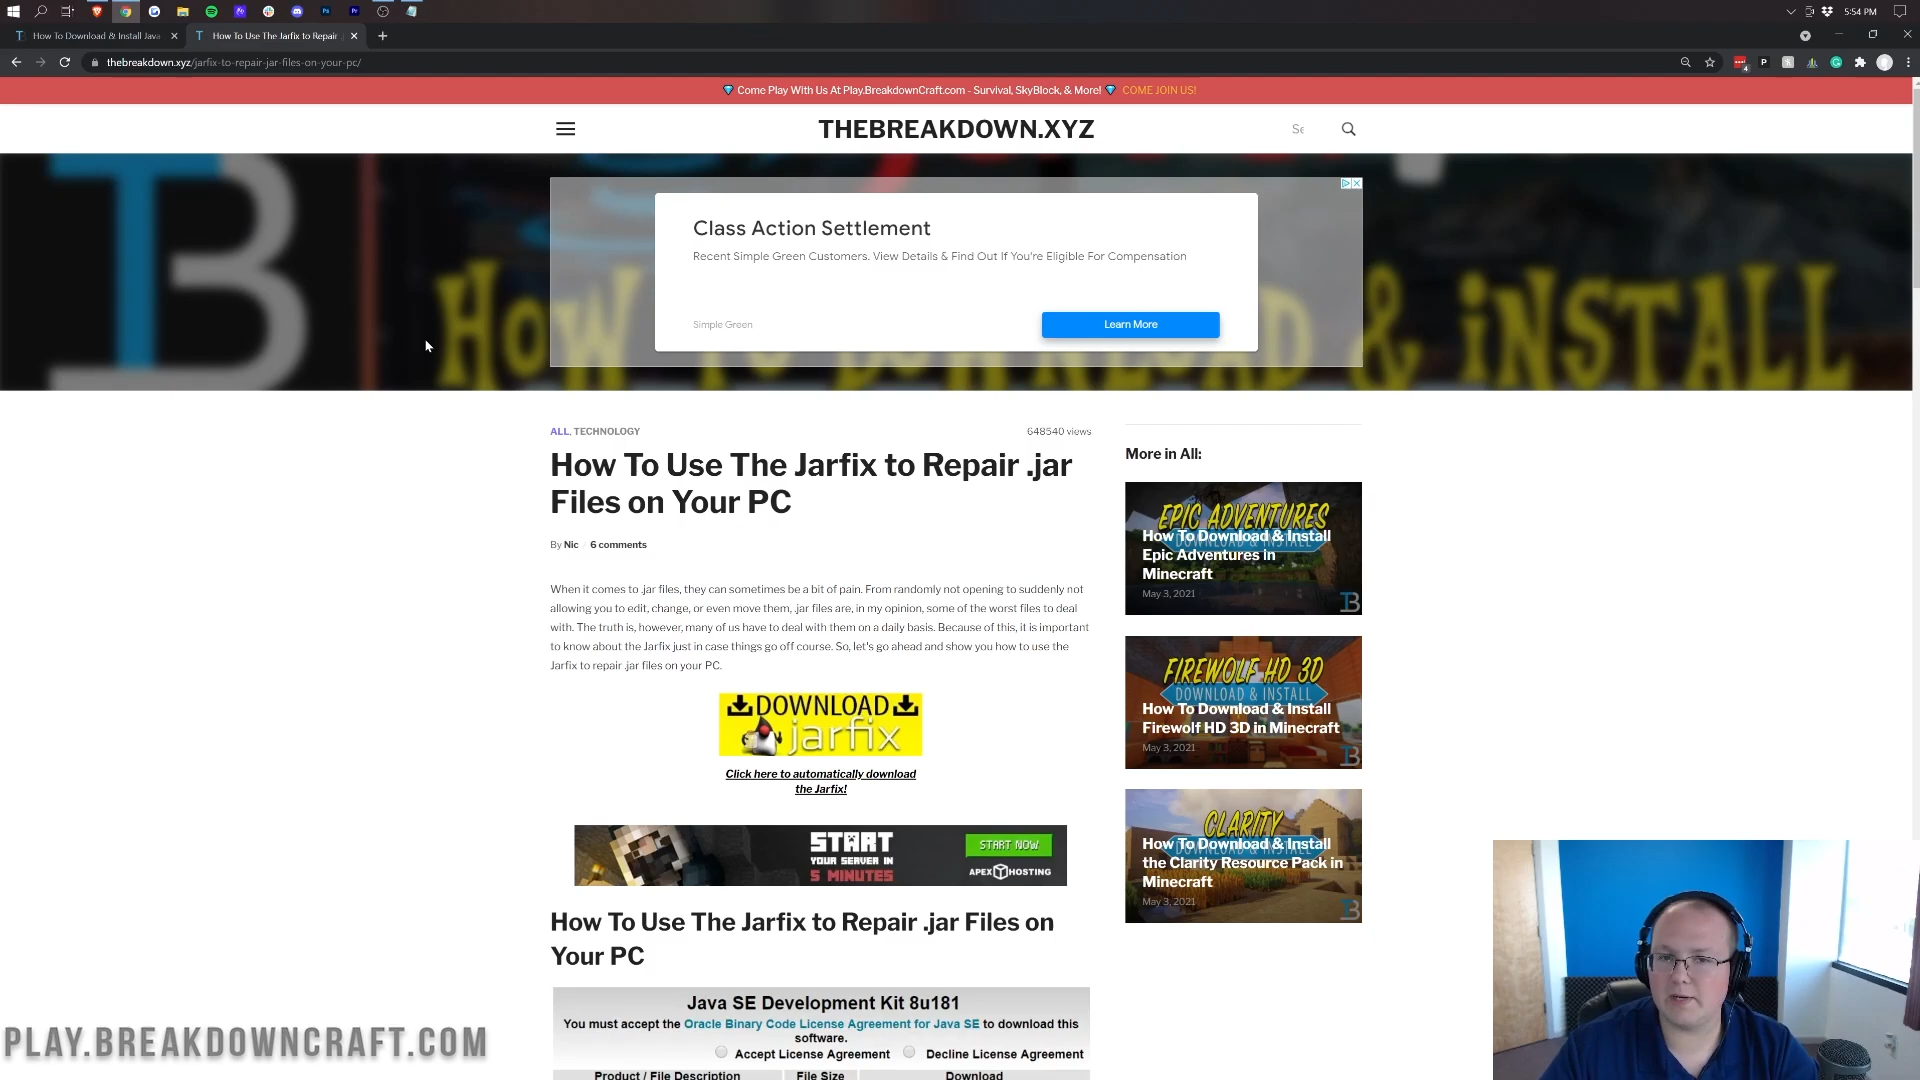 5:54 PM
How To Download & Install Java
How To Use The Jarfix to Repair
thebreakdown.xyz/jarfix-to-repair-jar-files-on-your-pc/
Come Play With Us At Play.BreakdownCraft.com - Survival, SkyBlock, & More! COME JOIN US!
THEBREAKDOWN.XYZ
Class Action Settlement
Recent Simple Green Customers. View Details & Find Out If You're Eligible For Compensation
Simple Green
Learn More
HOW TO DOWNLOAD & INSTALL
ALL, TECHNOLOGY
648540 views
How To Use The Jarfix to Repair .jar
Files on Your PC
By Nic / 6 comments
When it comes to .jar files, they can sometimes be a bit of pain. From randomly not opening to suddenly not
allowing you to edit, change, or even move them, .jar files are, in my opinion, some of the worst files to deal
with. The truth is, however, many of us have to deal with them on a daily basis. Because of this, it is important
to know about the Jarfix just in case things go off course. So, let's go ahead and show you how to use the
Jarfix to repair .jar files on your PC.
DOWNLOAD
jarfix
Click here to automatically download
the Jarfix!
START
YOUR SERVER IN
5 MINUTES
START NOW
APEX HOSTING
How To Use The Jarfix to Repair .jar Files on
Your PC
Java SE Development Kit 8u181
You must accept the Oracle Binary Code License Agreement for Java SE to download this
software.
Accept License Agreement Decline License Agreement
Product / File Description File Size Download
More in All:
EPIC ADVENTURES
DOWNLOAD & INSTALL
How To Download & Install
Epic Adventures in
Minecraft
May 3, 2021
FIREWOLF HD 3D
DOWNLOAD & INSTALL
How To Download & Install
Firewolf HD 3D in Minecraft
May 3, 2021
CLARITY
How To Download & Install
the Clarity Resource Pack in
Minecraft
May 3, 2021
PLAY.BREAKDOWNCRAFT.COM